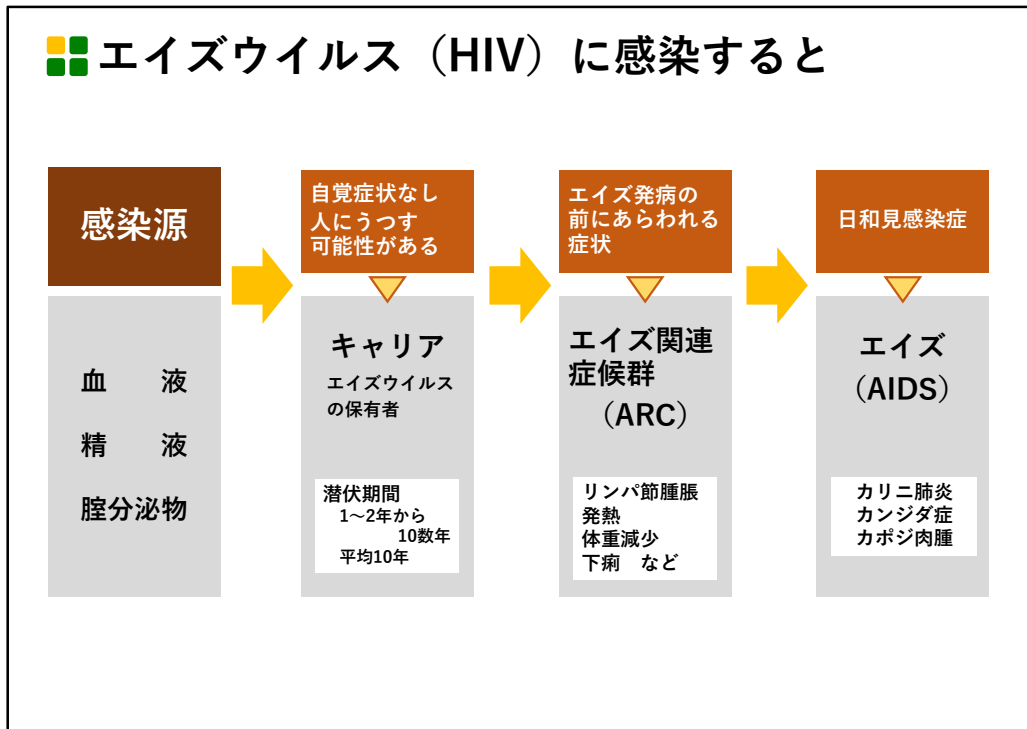 エイズウイルス（HIV）に感染すると
感染源
血　　液
精　　液
腟分泌物
自覚症状なし
人にうつす
可能性がある
キャリア
エイズウイルス
の保有者
潜伏期間
1～2年から
10数年
平均10年
エイズ発病の
前にあらわれる
症状
エイズ関連
症候群
（ARC）
リンパ節腫脹
発熱
体重減少
下痢　など
日和見感染症
エイズ
（AIDS）
カリニ肺炎
カンジダ症
カポジ肉腫